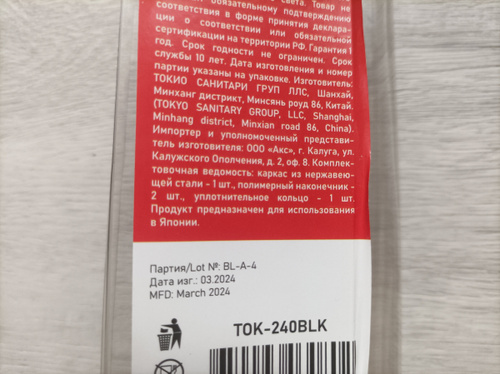 света. Товар не
обязательному подтверждению
соответствия в форме принятия деклара-
ции о соответствии или обязательной
сертификации на территории РФ. Гарантия 1
год. Срок годности не ограничен. Срок
службы 10 лет. Дата изготовления и номер
партии указаны на упаковке. Изготовитель:
ТОКИО САНИТАРИ ГРУП ЛЛС, Шанхай,
Минханг дистрикт, Минсянь роуд 86, Китай.
(TOKYO SANITARY GROUP, LLC, Shanghai,
Minhang district, Minxian road 86, China).
Импортер и уполномоченный представи-
тель изготовителя: ООО «Акс», г. Калуга, ул.
Калужского Ополчения, д. 2, оф. 8. Комплек-
товочная ведомость: каркас из нержавею-
щей стали - 1 шт., полимерный наконечник -
2 шт., уплотнительное кольцо - 1 шт.
Продукт предназначен для использования
в Японии.
Партия/Lot №: BL-A-4
Дата изг.: 03.2024
MFD: March 2024
TOK-240BLK